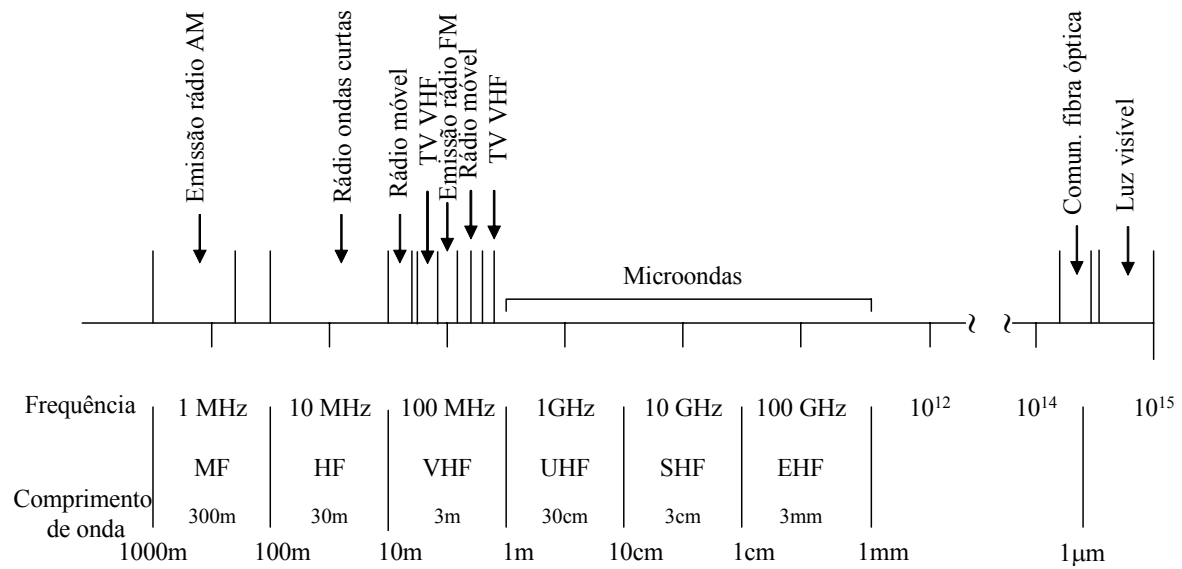 Emissão rádio AM
Rádio ondas curtas
Rádio móvel
TV VHF
Emissão rádio FM
Rádio móvel
TV VHF
Comun. fibra óptica
Luz visível
Microondas
Frequência 1 MHz 10 MHz 100 MHz 1GHz 10 GHz 100 GHz 10¹² 10¹⁴ 10¹⁵
MF HF VHF UHF SHF EHF
Comprimento
de onda
300m 30m 3m 30cm 3cm 3mm
1000m 100m 10m 1m 10cm 1cm 1mm 1μm